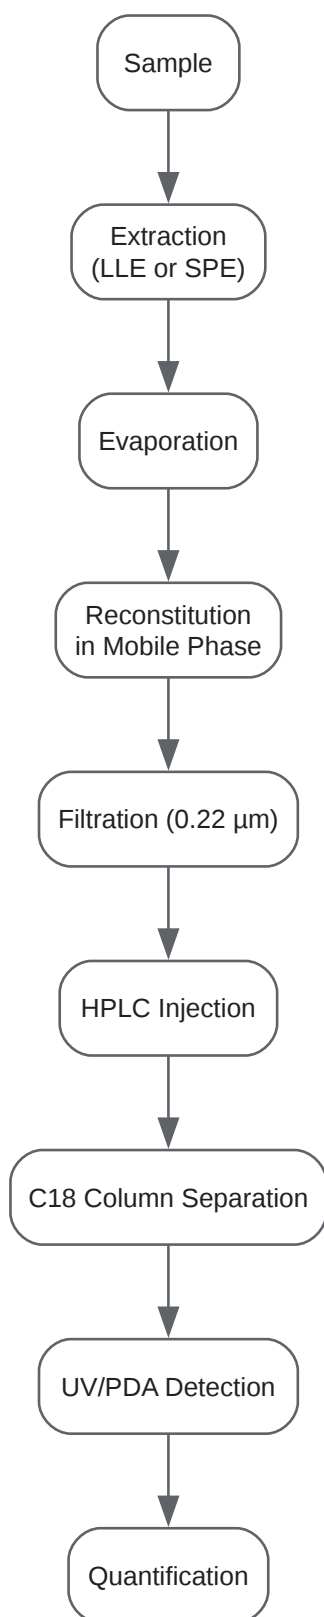 Sample
Extraction
(LLE or SPE)
Evaporation
Reconstitution
in Mobile Phase
Filtration (0.22 µm)
HPLC Injection
C18 Column Separation
UV/PDA Detection
Quantification